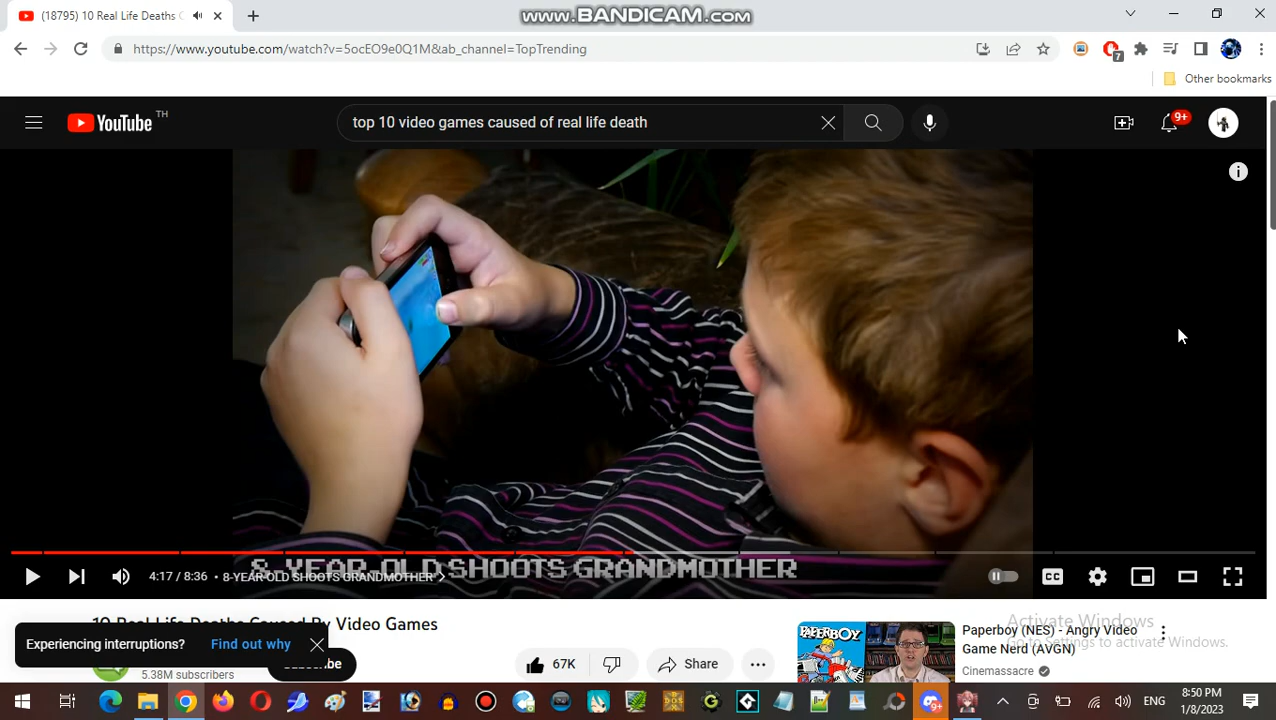 www.BANDICAM.com
(18795) 10 Real Life Deaths C
https://www.youtube.com/watch?v=5ocEO9e0Q1M&ab_channel=TopTrending
7
Other bookmarks
YouTube TH
top 10 video games caused of real life death
9+
8-YEAR OLD SHOOTS GRANDMOTHER
4:17 / 8:36 • 8-YEAR OLD SHOOTS GRANDMOTHER
CC
10 Real Life Deaths Caused By Video Games
Experiencing interruptions? Find out why
5.38M subscribers
Subscribe
67K
Share
PAPERBOY
Paperboy (NES) - Angry Video
Game Nerd (AVGN)
Cinemassacre
Activate Windows
Go to Settings to activate Windows.
ENG
8:50 PM
1/8/2023